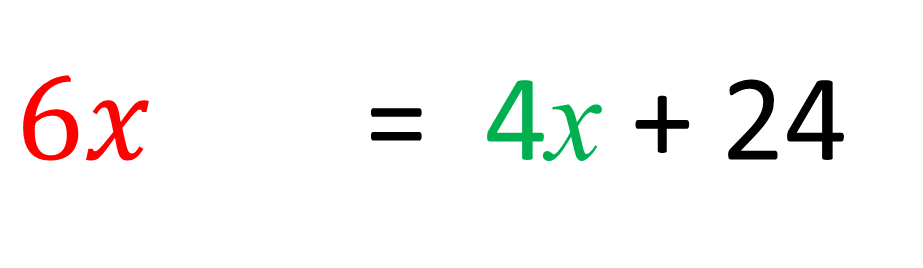 6x = 4x + 24